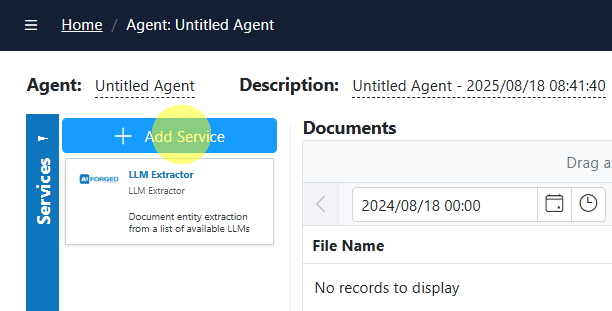 Home / Agent: Untitled Agent
Agent: Untitled Agent Description: Untitled Agent - 2025/08/18 08:41:40
Services
+ Add Service
AIFORGED
LLM Extractor
LLM Extractor
Document entity extraction
from a list of available LLMs
Documents
Drag a
2024/08/18 00:00
File Name
No records to display